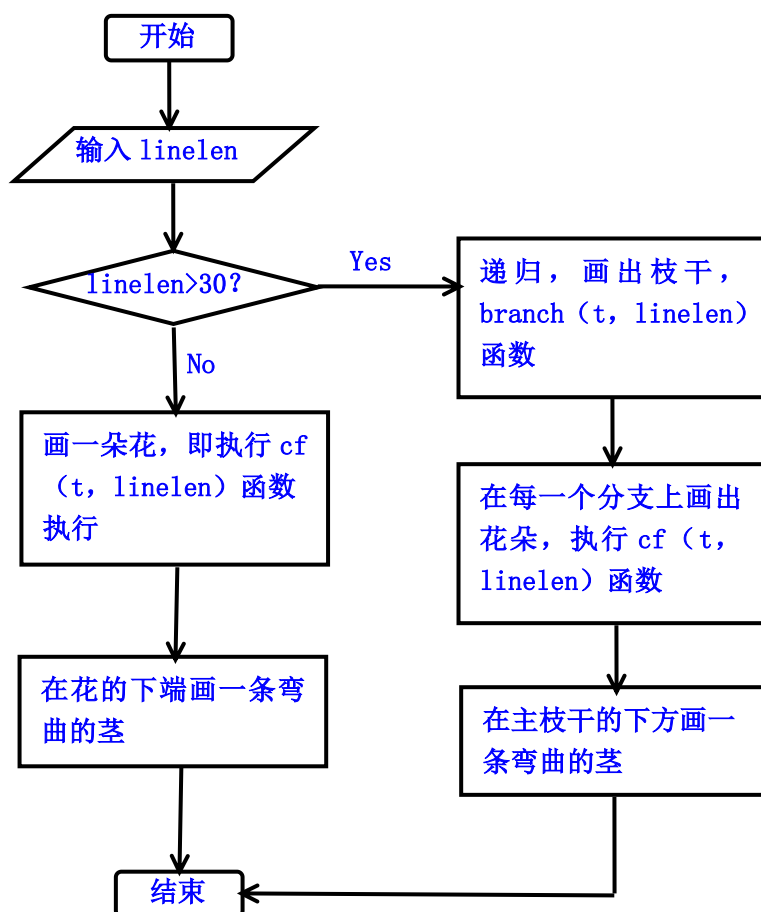 开始
输入 linelen
linelen>30?
Yes
递归，画出枝干，
branch（t，linelen）
函数
No
画一朵花，即执行 cf
（t，linelen）函数
执行
在每一个分支上画出
花朵，执行 cf（t，
linelen）函数
在花的下端画一条弯
曲的茎
在主枝干的下方画一
条弯曲的茎
结束